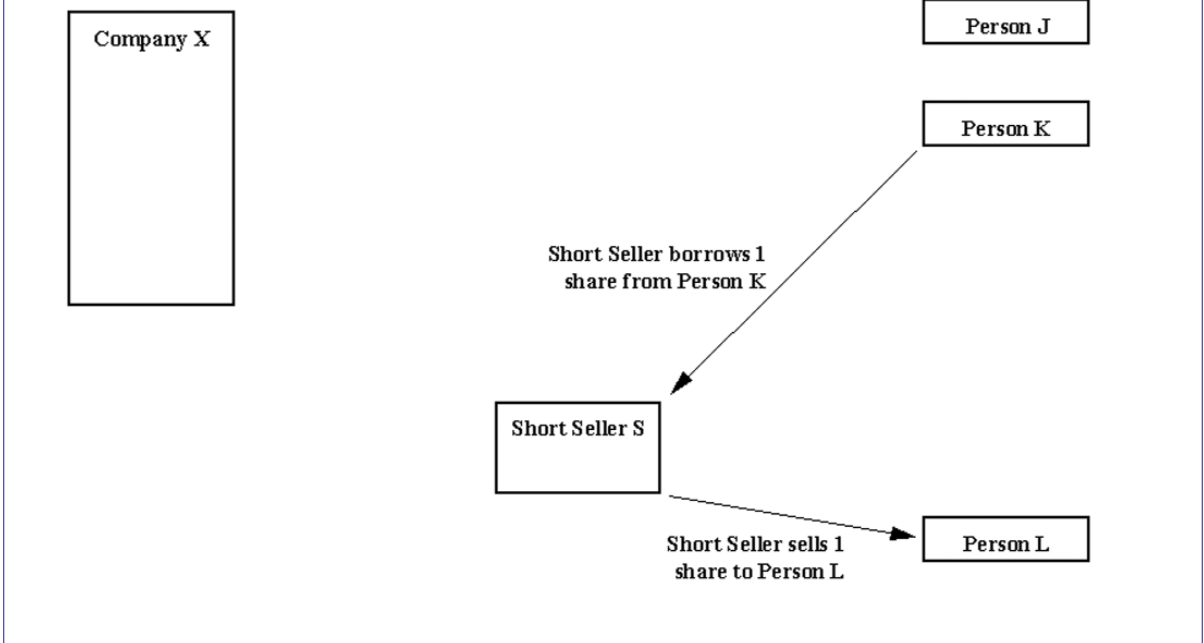 Company X
Person J
Person K
Short Seller borrows 1
share from Person K
Short Seller S
Short Seller sells 1
share to Person L
Person L